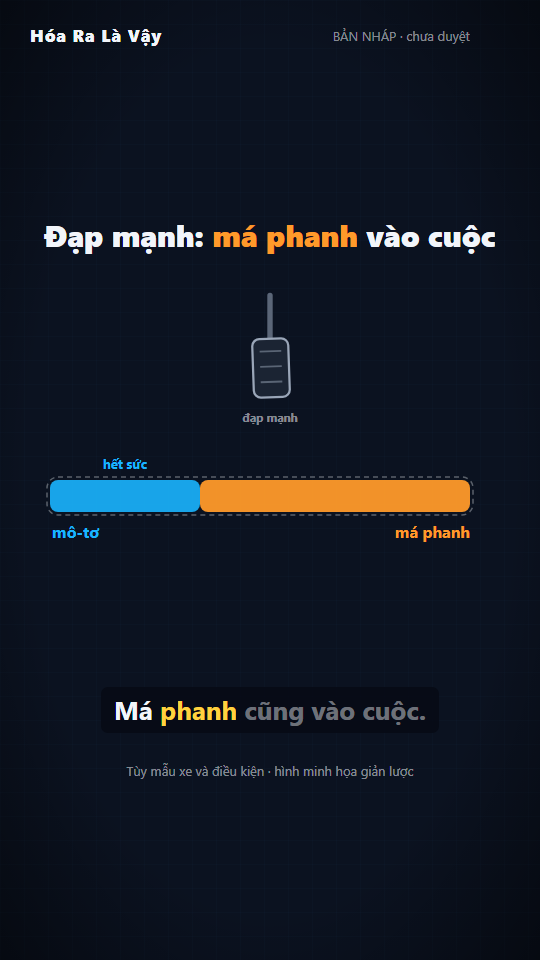 Hóa Ra Là Vậy
BẢN NHÁP · chưa duyệt
Đạp mạnh: má phanh vào cuộc
đạp mạnh
hết sức
mô-tơ
má phanh
Má phanh cũng vào cuộc.
Tùy mẫu xe và điều kiện · hình minh họa giản lược